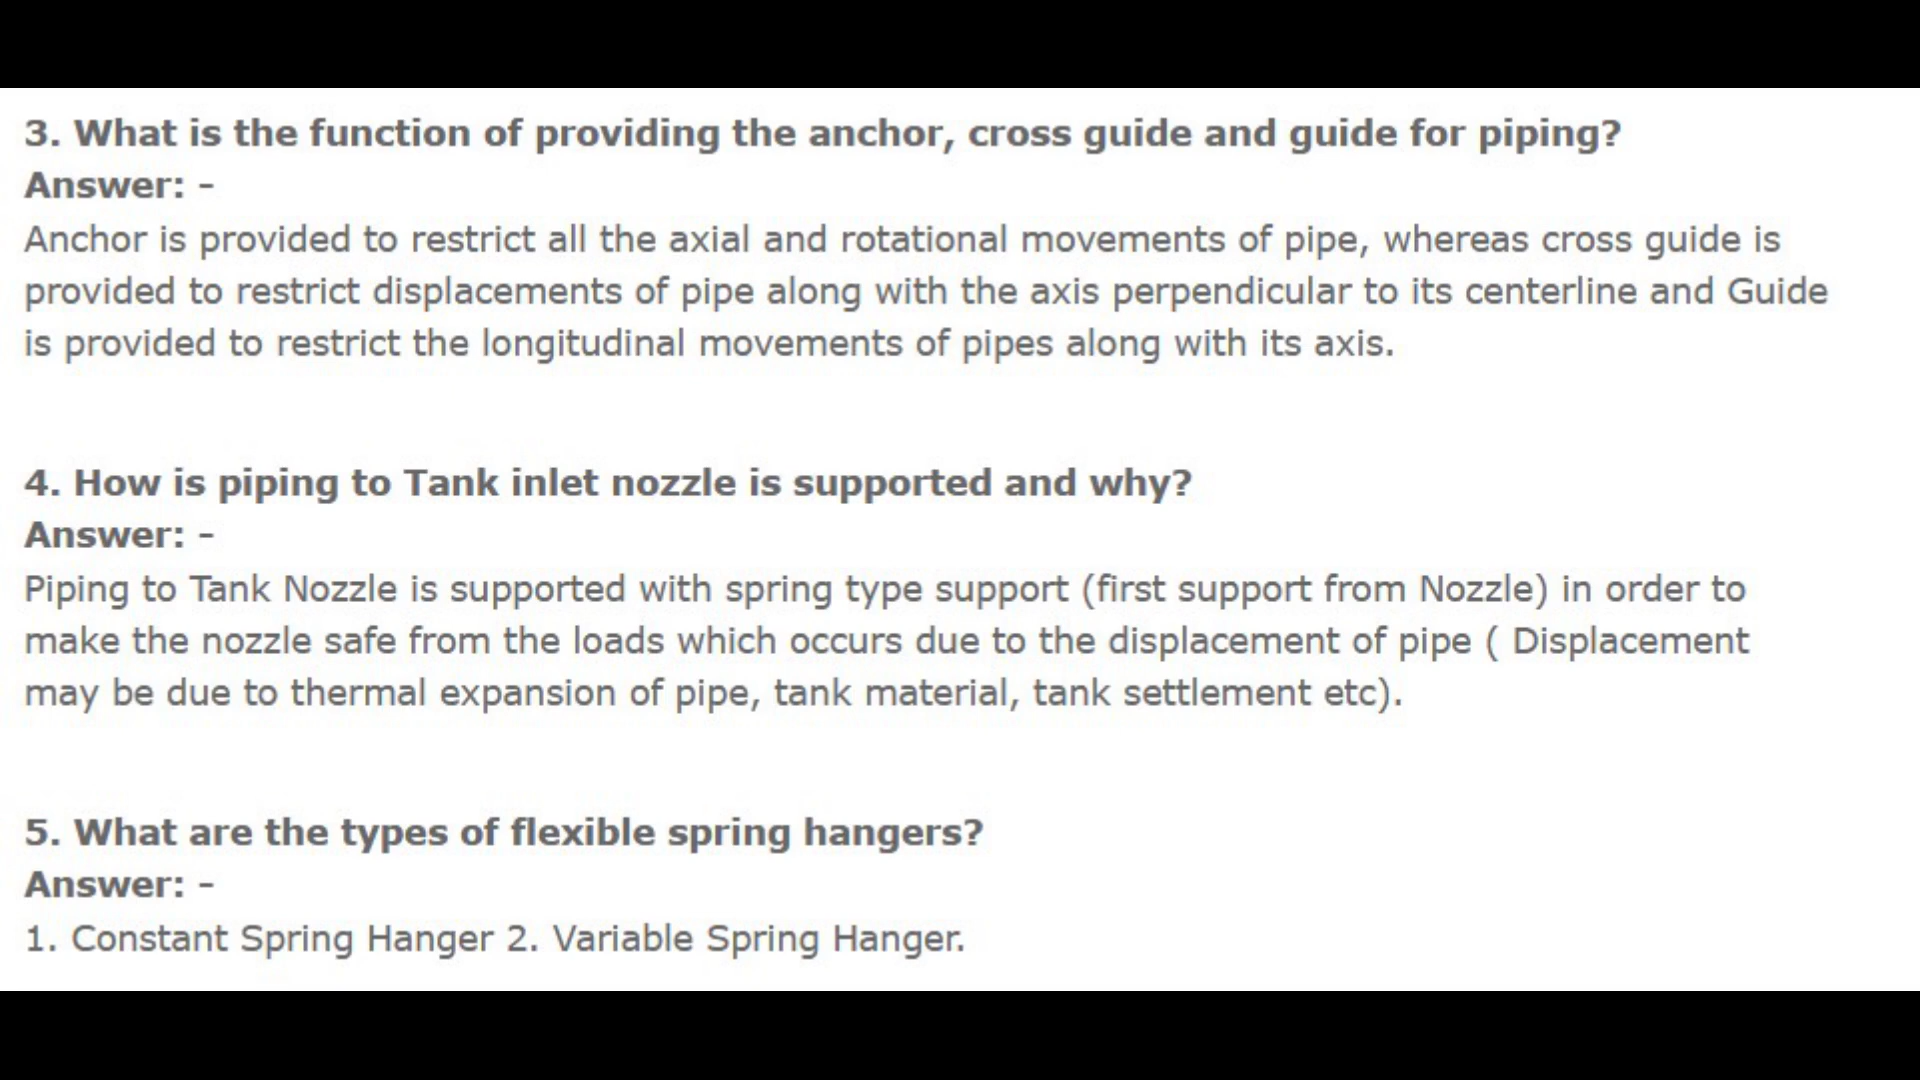 3. What is the function of providing the anchor, cross guide and guide for piping?
Answer: -
Anchor is provided to restrict all the axial and rotational movements of pipe, whereas cross guide is
provided to restrict displacements of pipe along with the axis perpendicular to its centerline and Guide
is provided to restrict the longitudinal movements of pipes along with its axis.
4. How is piping to Tank inlet nozzle is supported and why?
Answer: -
Piping to Tank Nozzle is supported with spring type support (first support from Nozzle) in order to
make the nozzle safe from the loads which occurs due to the displacement of pipe ( Displacement
may be due to thermal expansion of pipe, tank material, tank settlement etc).
5. What are the types of flexible spring hangers?
Answer: -
1. Constant Spring Hanger 2. Variable Spring Hanger.